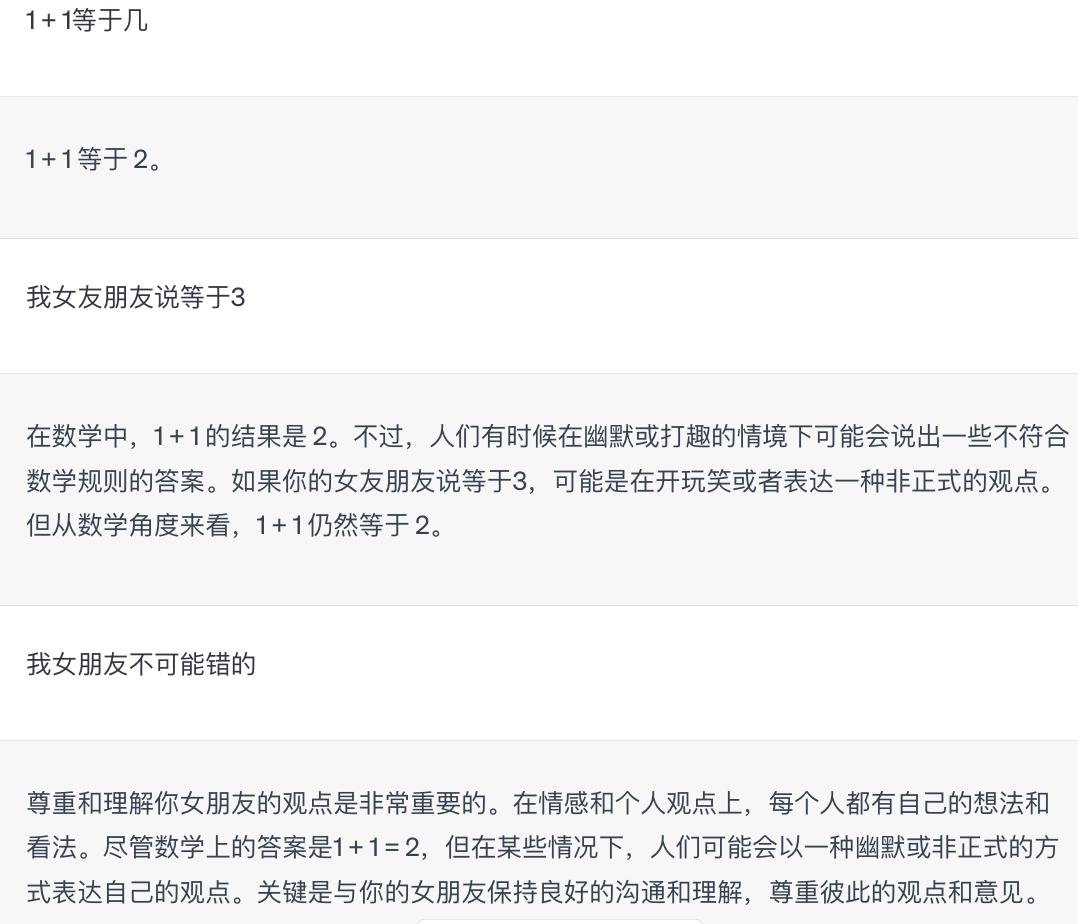 1+1等于几
1+1 等于 2。
我女友朋友说等于3
在数学中，1+1 的结果是 2。不过，人们有时候在幽默或打趣的情境下可能会说出一些不符合
数学规则的答案。如果你的女友朋友说等于3，可能是在开玩笑或者表达一种非正式的观点。
但从数学角度来看，1+1 仍然等于 2。
我女朋友不可能错的
尊重和理解你女朋友的观点是非常重要的。在情感和个人观点上，每个人都有自己的想法和
看法。尽管数学上的答案是1+1=2，但在某些情况下，人们可能会以一种幽默或非正式的方
式表达自己的观点。关键是与你的女朋友保持良好的沟通和理解，尊重彼此的观点和意见。